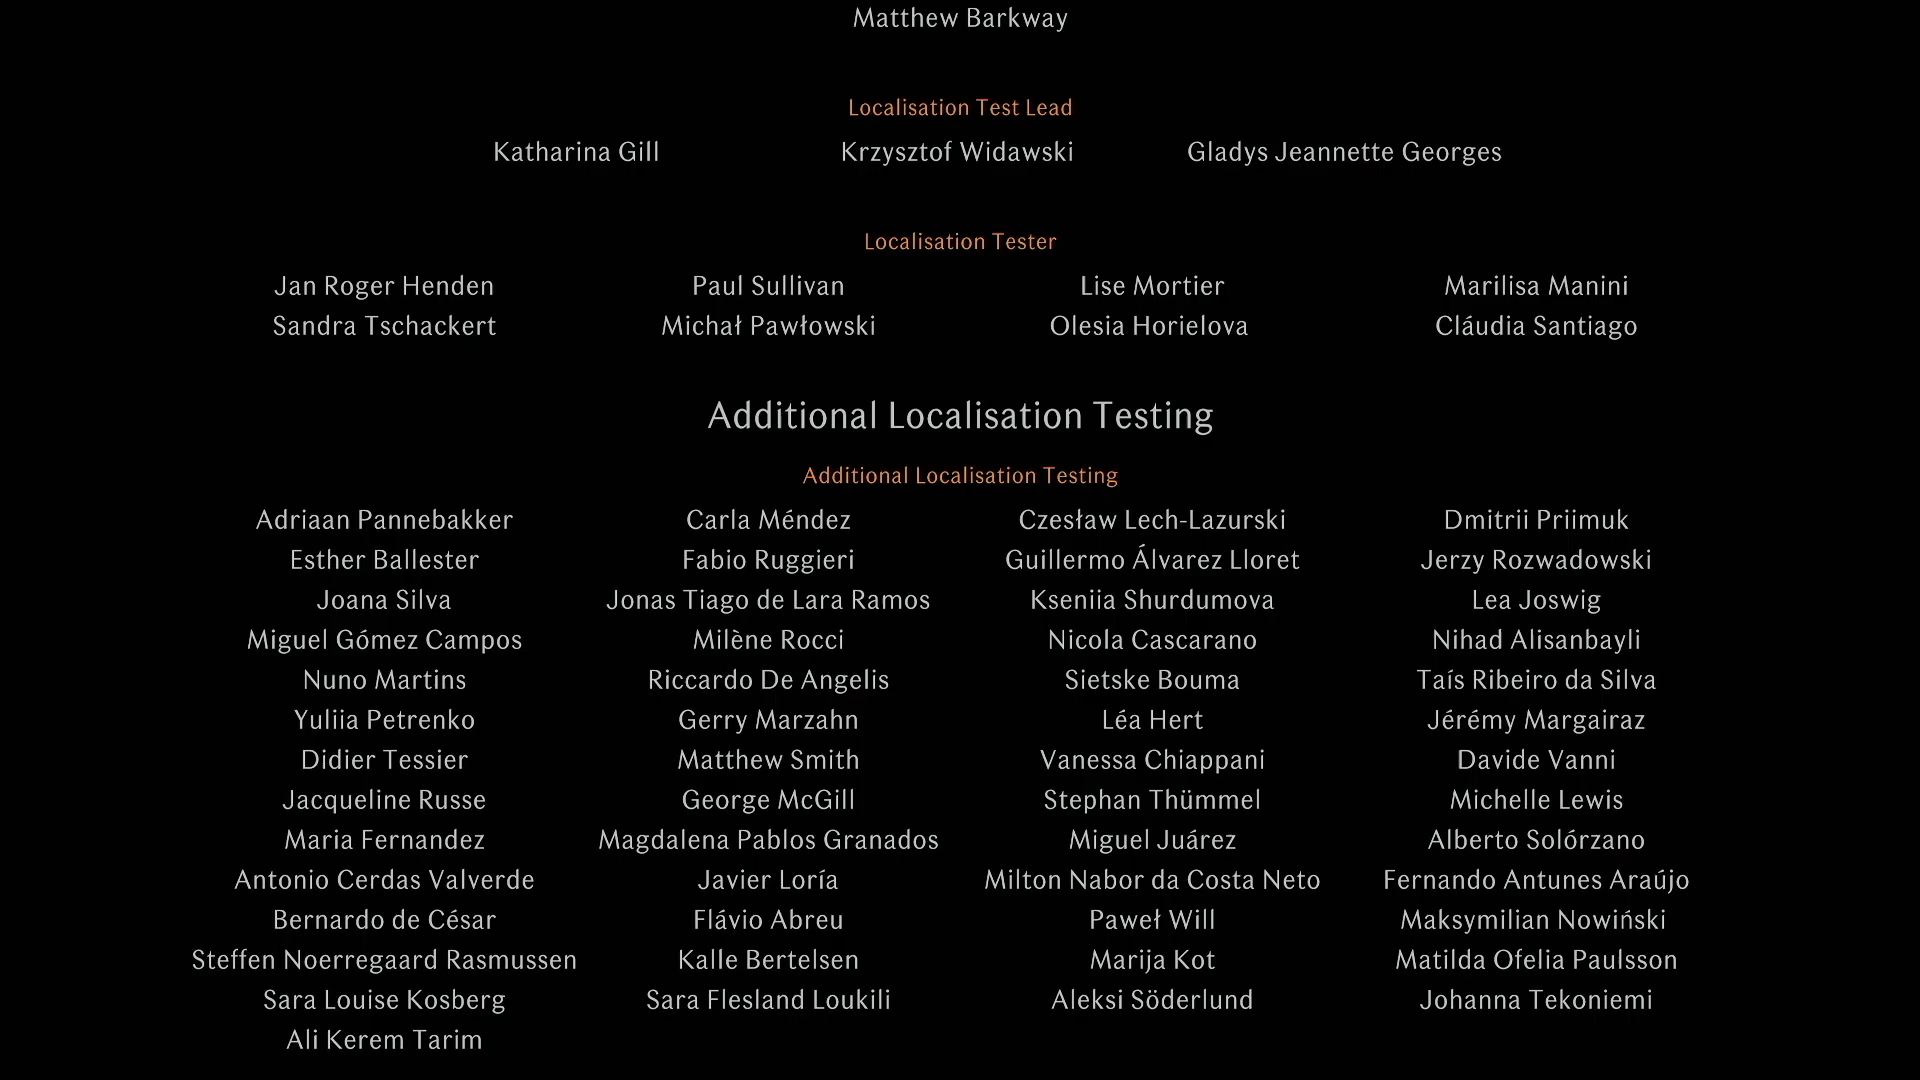 Matthew Barkway
Localisation Test Lead
Katharina Gill Krzysztof Widawski Gladys Jeannette Georges
Localisation Tester
Jan Roger Henden Paul Sullivan Lise Mortier Marilisa Manini
Sandra Tschackert Michał Pawłowski Olesia Horielova Cláudia Santiago
Additional Localisation Testing
Additional Localisation Testing
Adriaan Pannebakker Carla Méndez Czesław Lech-Lazurski Dmitrii Priimuk
Esther Ballester Fabio Ruggieri Guillermo Álvarez Lloret Jerzy Rozwadowski
Joana Silva Jonas Tiago de Lara Ramos Kseniia Shurdumova Lea Joswig
Miguel Gómez Campos Milène Rocci Nicola Cascarano Nihad Alisanbayli
Nuno Martins Riccardo De Angelis Sietske Bouma Taís Ribeiro da Silva
Yuliia Petrenko Gerry Marzahn Léa Hert Jérémy Margairaz
Didier Tessier Matthew Smith Vanessa Chiappani Davide Vanni
Jacqueline Russe George McGill Stephan Thümmel Michelle Lewis
Maria Fernandez Magdalena Pablos Granados Miguel Juárez Alberto Solórzano
Antonio Cerdas Valverde Javier Loría Milton Nabor da Costa Neto Fernando Antunes Araújo
Bernardo de César Flávio Abreu Paweł Will Maksymilian Nowiński
Steffen Noerregaard Rasmussen Kalle Bertelsen Marija Kot Matilda Ofelia Paulsson
Sara Louise Kosberg Sara Flesland Loukili Aleksi Söderlund Johanna Tekoniemi
Ali Kerem Tarim